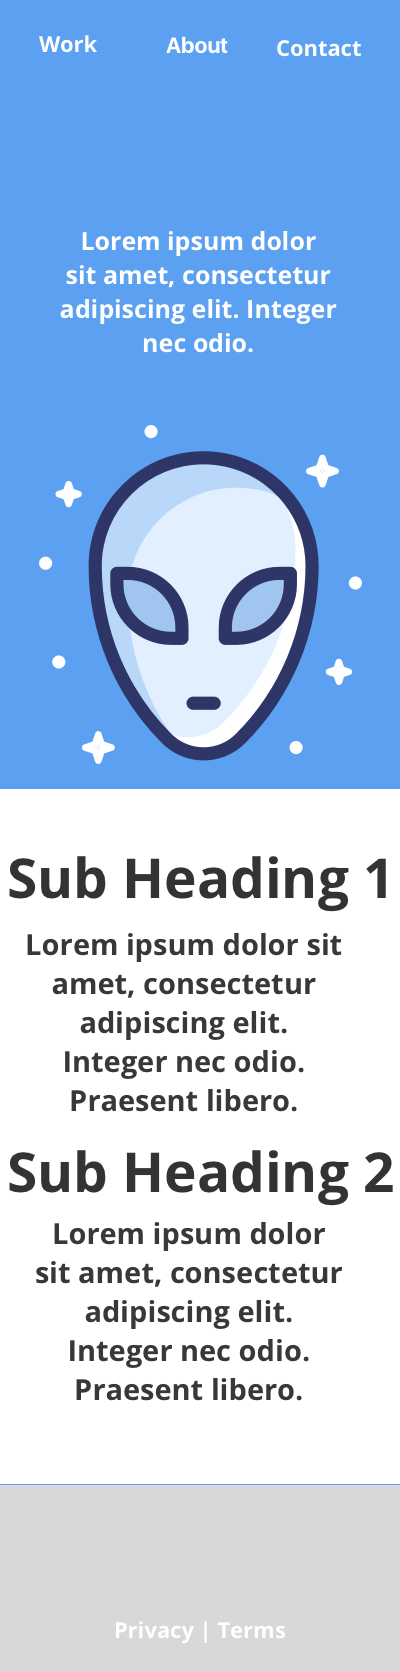 Work About Contact
Lorem ipsum dolor
sit amet, consectetur
adipiscing elit. Integer
nec odio.
Sub Heading 1
Lorem ipsum dolor sit
amet, consectetur
adipiscing elit.
Integer nec odio.
Praesent libero.
Sub Heading 2
Lorem ipsum dolor
sit amet, consectetur
adipiscing elit.
Integer nec odio.
Praesent libero.
Privacy | Terms